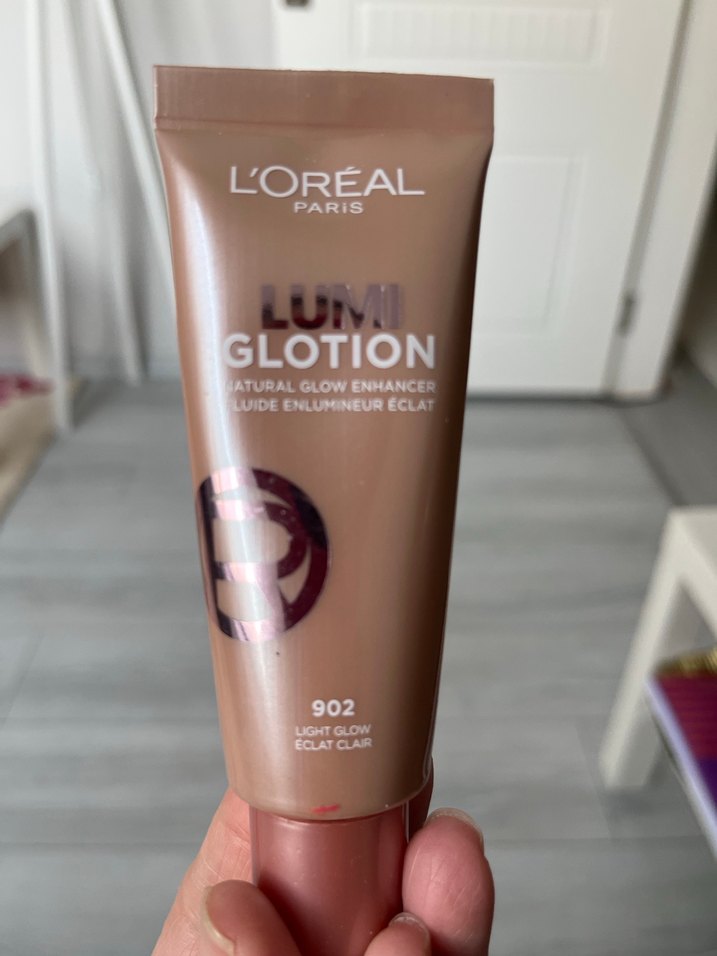 L'ORÉAL
PARIS
LUMI
GLOTION
NATURAL GLOW ENHANCER
FLUIDE ENLUMINEUR ÉCLAT
902
LIGHT GLOW
ÉCLAT CLAIR